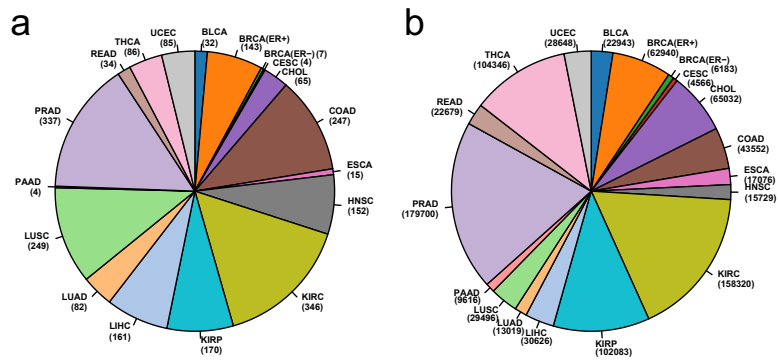 a
BLCA
(32)
BRCA(ER+)
(143)
BRCA(ER−)(7)
CESC(4)
CHOL
(65)
COAD
(247)
ESCA
(15)
HNSC
(152)
KIRC
(346)
KIRP
(170)
LIHC
(161)
LUAD
(82)
LUSC
(249)
PAAD
(4)
PRAD
(337)
READ
(34)
THCA
(86)
UCEC
(85)
b
BLCA
(22943)
BRCA(ER+)
(62940)
BRCA(ER−)
(6183)
CESC
(4566)
CHOL
(65032)
COAD
(43552)
ESCA
(17076)
HNSC
(15729)
KIRC
(158320)
KIRP
(102083)
LIHC
(30626)
LUAD
(13019)
LUSC
(29496)
PAAD
(9616)
PRAD
(179700)
READ
(22679)
THCA
(104346)
UCEC
(28648)